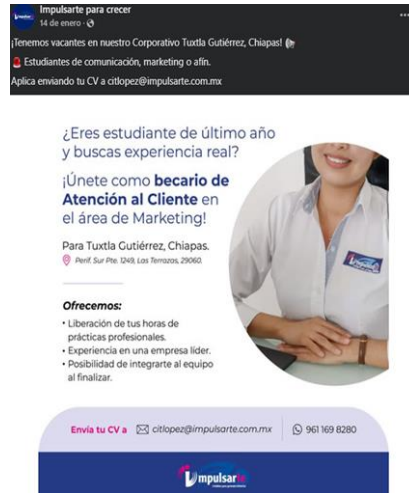 Impulsarte para crecer
14 de enero
¡Tenemos vacantes en nuestro Corporativo Tuxtla Gutiérrez, Chiapas!
Estudiantes de comunicación, marketing o afín.
Aplica enviando tu CV a citlopez@impulsarte.com.mx
¿Eres estudiante de último año
y buscas experiencia real?
¡Únete como becario de
Atención al Cliente en
el área de Marketing!
Para Tuxtla Gutiérrez, Chiapas.
Perif. Sur Pte. 1249, Las Terrazas, 29060.
Ofrecemos:
• Liberación de tus horas de
prácticas profesionales.
• Experiencia en una empresa líder.
• Posibilidad de integrarte al equipo
al finalizar.
Envía tu CV a citlopez@impulsarte.com.mx 961 169 8280
Impulsarte